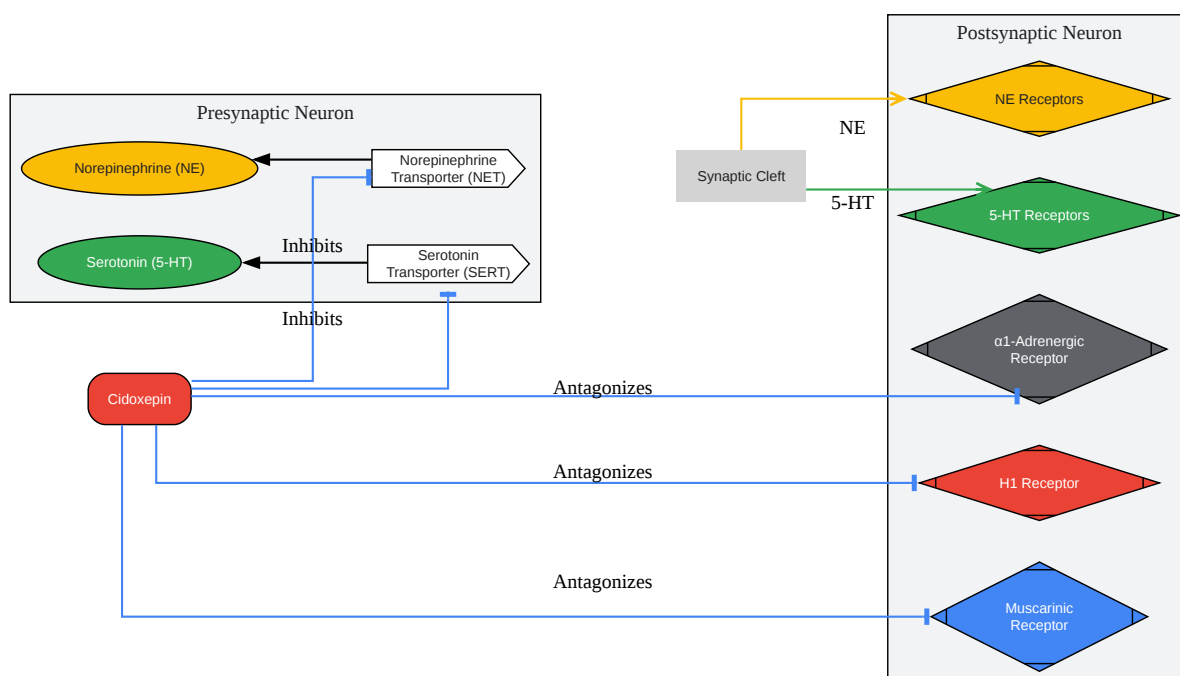 Postsynaptic Neuron
NE Receptors
Presynaptic Neuron
NE
Norepinephrine (NE)
Norepinephrine
Transporter (NET)
Synaptic Cleft
5-HT
5-HT Receptors
Inhibits
Serotonin (5-HT)
Serotonin
Transporter (SERT)
Inhibits
α1-Adrenergic
Receptor
Cidoxepin
Antagonizes
Antagonizes
H1 Receptor
Antagonizes
Muscarinic
Receptor